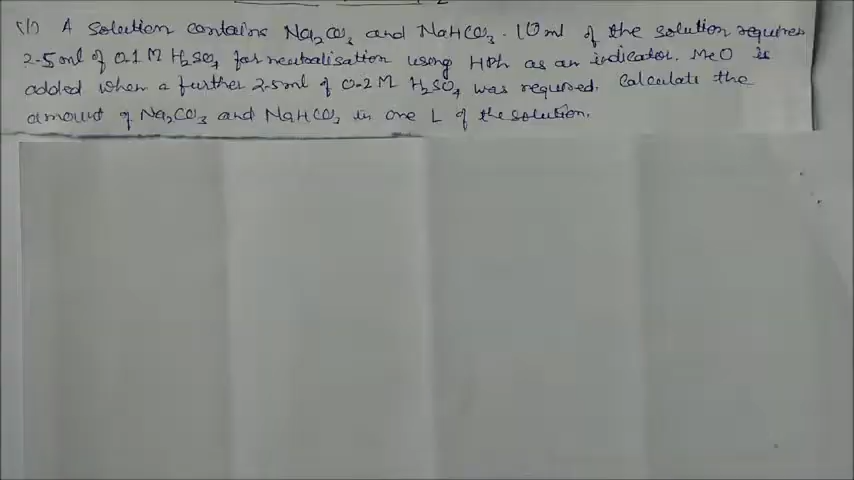 51) A solution contains Na2CO3 and NaHCO3. 10 ml of the solution requires
2.5 ml of 0.1 M H2SO4 for neutralisation using HPh as an indicator. MeO is
added when a further 2.5 ml of 0.2 M H2SO4 was required. Calculate the
amount of Na2CO3 and NaHCO3 in one L of the solution.